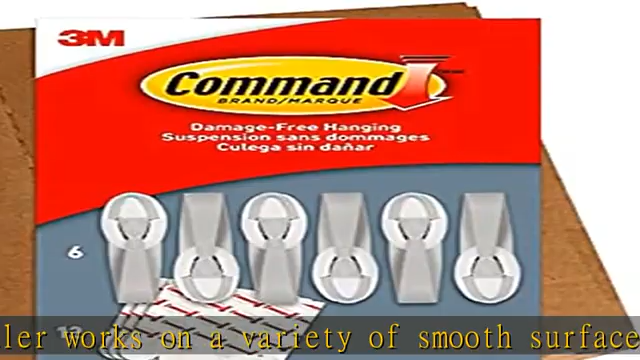 3M
Command
BRAND/MARQUE
Damage-Free Hanging
Suspension sans dommages
Culega sin dañar
6
ler works on a variety of smooth surface